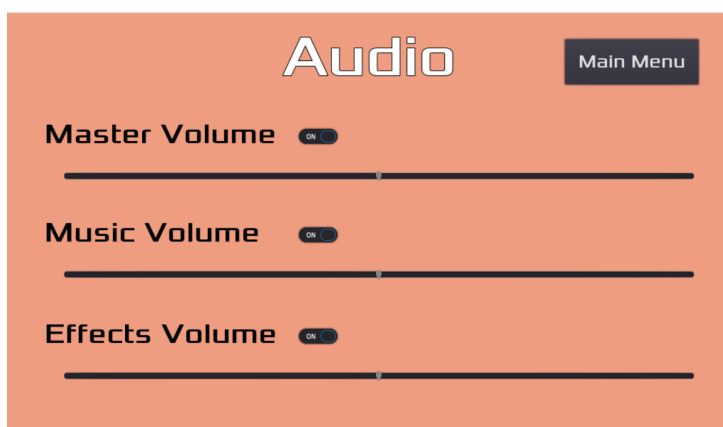 Audio
Main Menu
Master Volume ON
Music Volume ON
Effects Volume ON